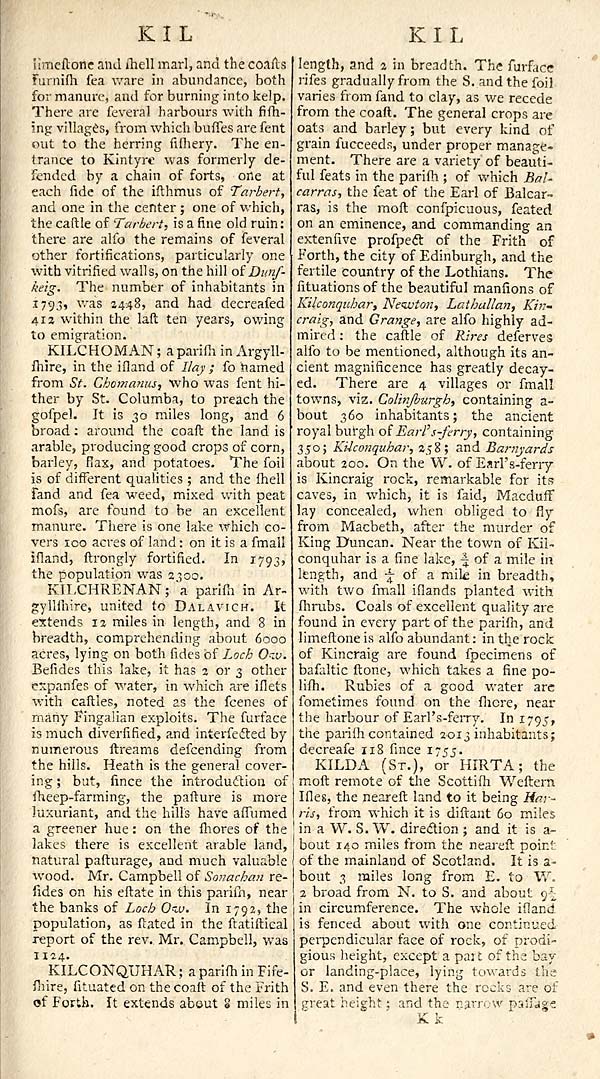 KIL
limeſtone and ſhell marl, and the coaſts
furniſh ſea ware in abundance, both
for manure, and for burning into kelp.
There are ſeveral harbours with fiſh-
ing villages, from which buſſes are ſent
out to the herring fiſhery. The en-
trance to Kintyre was formerly de-
fended by a chain of forts, one at
each ſide of the iſthmus of Tarbert,
and one in the center; one of which,
the caſtle of Tarbert, is a fine old ruin:
there are alſo the remains of ſeveral
other fortifications, particularly one
with vitrified walls, on the hill of Dunſ-
keig. The number of inhabitants in
1793, was 2448, and had decreaſed
412 within the laſt ten years, owing
to emigration.
KILCHOMAN; a pariſh in Argyll-
ſhire, in the iſland of Ilay; ſo named
from St. Chomanus, who was ſent hi-
ther by St. Columba, to preach the
goſpel. It is 30 miles long, and 6
broad: around the coaſt the land is
arable, producing good crops of corn,
barley, flax, and potatoes. The ſoil
is of different qualities; and the ſhell
ſand and ſea weed, mixed with peat
moſs, are found to be an excellent
manure. There is one lake which co-
vers 100 acres of land: on it is a ſmall
iſland, ſtrongly fortified. In 1793,
the population was 2300.
KILCHRENAN; a pariſh in Ar-
gyllſhire, united to DALAVICH. It
extends 12 miles in length, and 8 in
breadth, comprehending about 6000
acres, lying on both ſides of Loch Ow.
Beſides this lake, it has 2 or 3 other
expanſes of water, in which are iſlets
with caſtles, noted as the ſcenes of
many Fingalian exploits. The ſurface
is much diverſified, and interſected by
numerous ſtreams deſcending from
the hills. Heath is the general cover-
ing; but, ſince the introduction of
ſheep-farming, the paſture is more
luxuriant, and the hills have aſſumed
a greener hue: on the ſhores of the
lakes there is excellent arable land,
natural paſturage, and much valuable
wood. Mr. Campbell of Sonachan re-
ſides on his eſtate in this pariſh, near
the banks of Loch Ow. In 1792, the
population, as ſtated in the ſtatiſtical
report of the rev. Mr. Campbell, was
1124.
KILCONQUHAR; a pariſh in Fife-
ſhire, ſituated on the coaſt of the Frith
of Forth. It extends about 8 miles in
KIL
length, and 2 in breadth. The ſurface
riſes gradually from the S. and the ſoil
varies from ſand to clay, as we recede
from the coaſt. The general crops are
oats and barley; but every kind of
grain ſucceeds, under proper manage-
ment. There are a variety of beauti-
ful ſeats in the pariſh; of which Bal-
carras, the ſeat of the Earl of Balcar-
ras, is the moſt conſpicuous, ſeated
on an eminence, and commanding an
extenſive proſpect of the Frith of
Forth, the city of Edinburgh, and the
fertile country of the Lothians. The
ſituations of the beautiful manſions of
Kilconquhar, Newton, Lathallan, Kin-
craig, and Grange, are alſo highly ad-
mired: the caſtle of Rires deſerves
alſo to be mentioned, although its an-
cient magnificence has greatly decay-
ed. There are 4 villages or ſmall
towns, viz. Colinſburgh, containing a-
bout 360 inhabitants; the ancient
royal burgh of Earl's-ferry, containing
350; Kilconquhar, 258; and Barnyards
about 200. On the W. of Earl's-ferry
is Kincraig rock, remarkable for its
caves, in which, it is ſaid, Macduff
lay concealed, when obliged to fly
from Macbeth, after the murder of
King Duncan. Near the town of Kil-
conquhar is a fine lake, ¾ of a mile in
length, and ¼ of a mile in breadth,
with two ſmall iſlands planted with
ſhrubs. Coals of excellent quality are
found in every part of the pariſh, and
limeſtone is alſo abundant: in the rock
of Kincraig are found ſpecimens of
baſaltic ſtone, which takes a fine po-
liſh. Rubies of a good water are
ſometimes found on the ſhore, near
the harbour of Earl's-ferry. In 1795,
the pariſh contained 2013 inhabitants;
decreaſe 118 ſince 1755.
KILDA (ST.), or HIRTA; the
moſt remote of the Scottiſh Weſtern
Iſles, the neareſt land to it being Har-
ris, from which it is diſtant 60 miles
in a W. S. W. direction; and it is a-
bout 140 miles from the neareſt point
of the mainland of Scotland. It is a-
bout 3 miles long from E. to W.
2 broad from N. to S. and about 9½
in circumference. The whole iſland
is fenced about with one continued
perpendicular face of rock, of prodi-
gious height, except a part of the bay
or landing-place, lying towards the
S. E. and even there the rocks are of
great height; and the narrow paſſage
K k